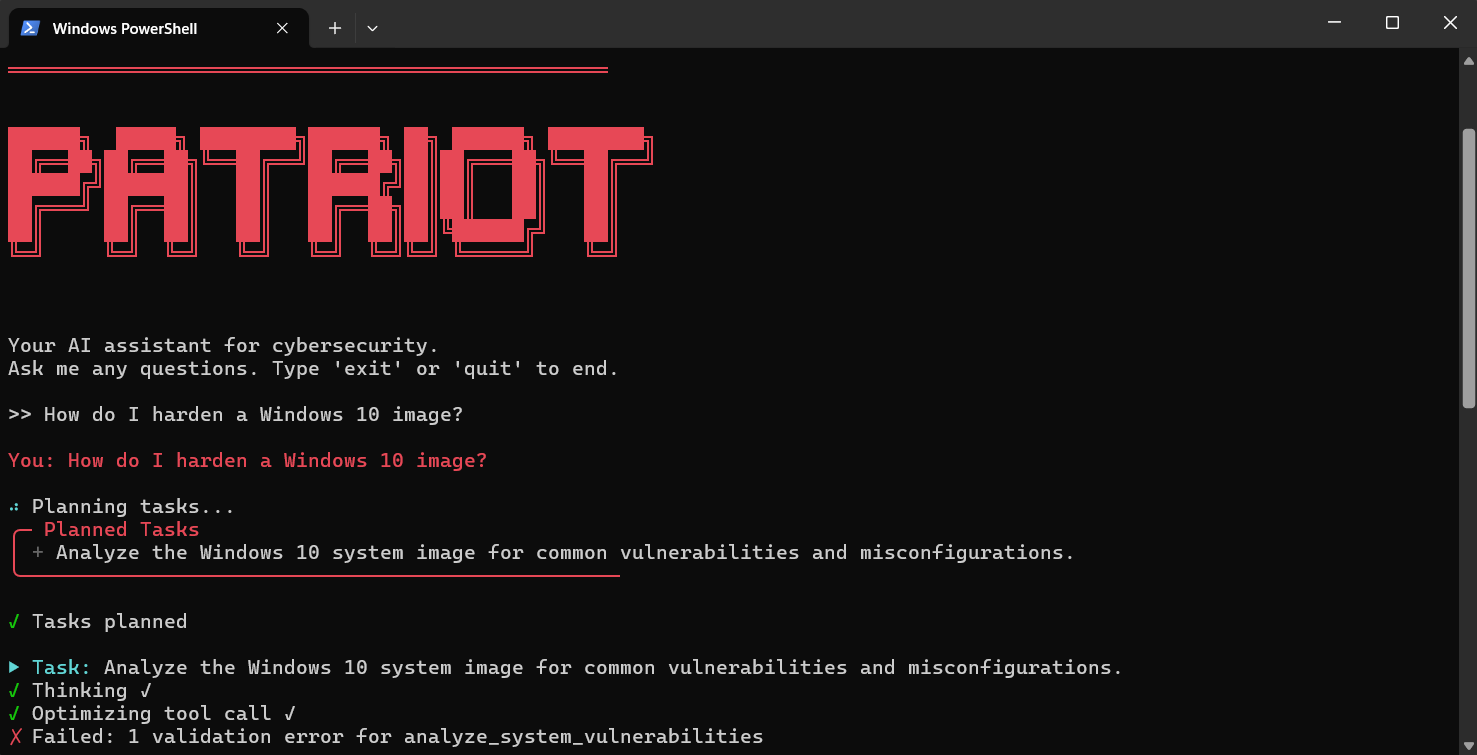 Windows PowerShell
PATRIOT
Your AI assistant for cybersecurity.
Ask me any questions. Type 'exit' or 'quit' to end.
>> How do I harden a Windows 10 image?
You: How do I harden a Windows 10 image?
Planning tasks...
Planned Tasks
+ Analyze the Windows 10 system image for common vulnerabilities and misconfigurations.
✓ Tasks planned
▶ Task: Analyze the Windows 10 system image for common vulnerabilities and misconfigurations.
✓ Thinking ✓
✓ Optimizing tool call ✓
✗ Failed: 1 validation error for analyze_system_vulnerabilities